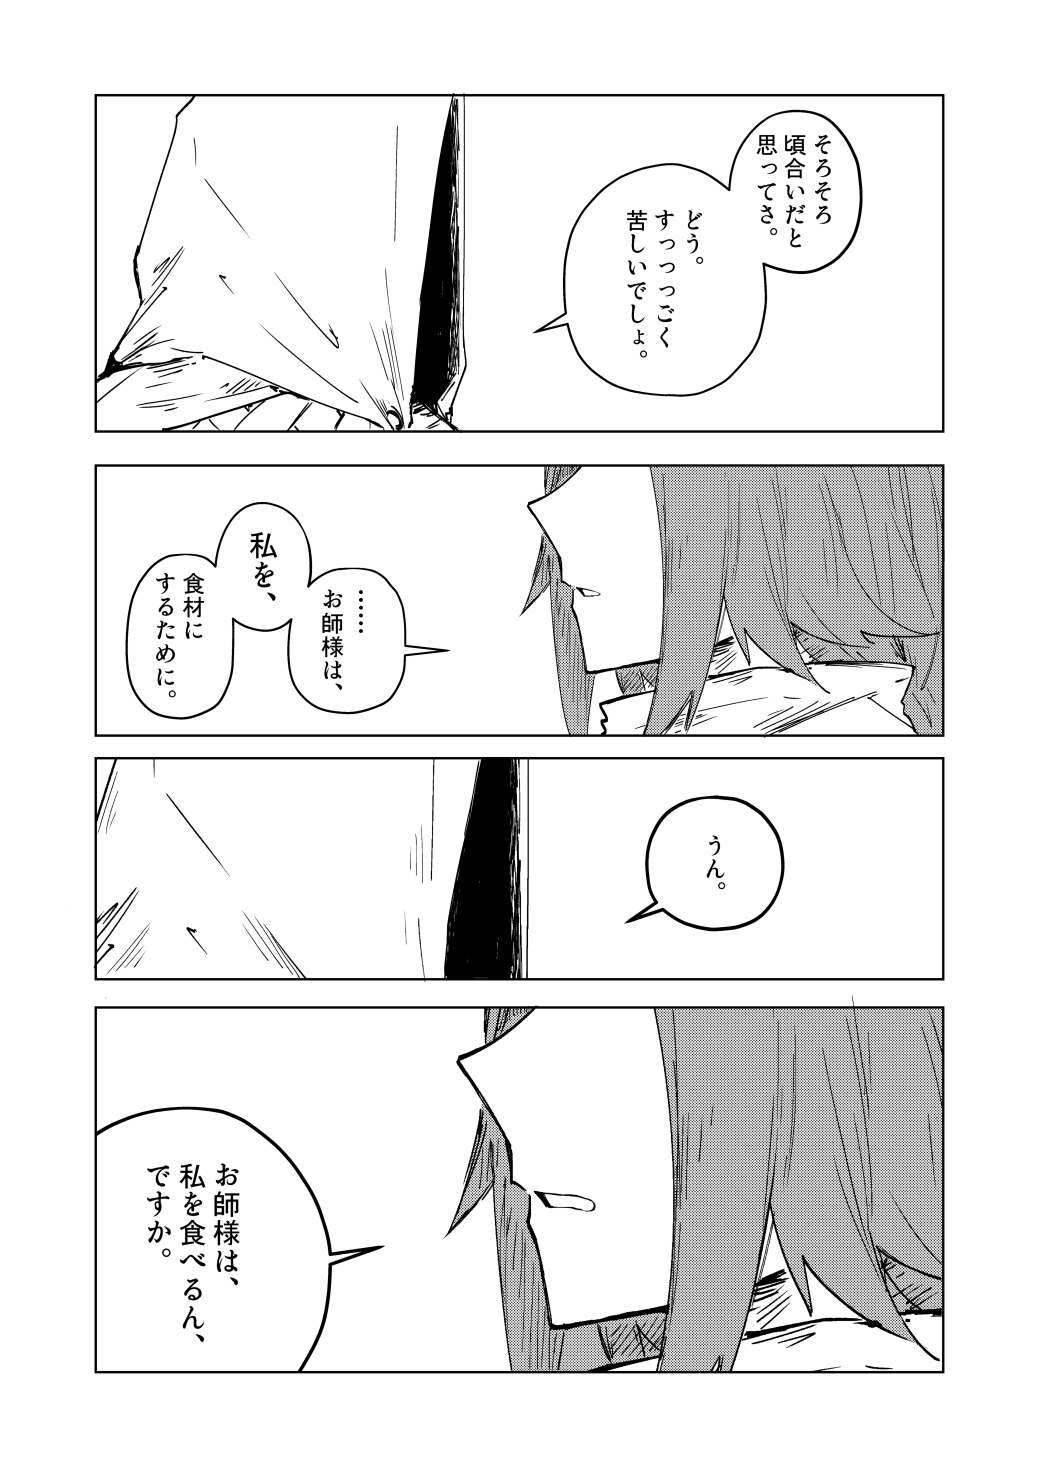 そろそろ
頃合いだと
思ってさ。
どう。
すっっっごく
苦しいでしょ。
……
お師様は、
私を、
食材に
するために。
うん。
お師様は、
私を食べるん、
ですか。